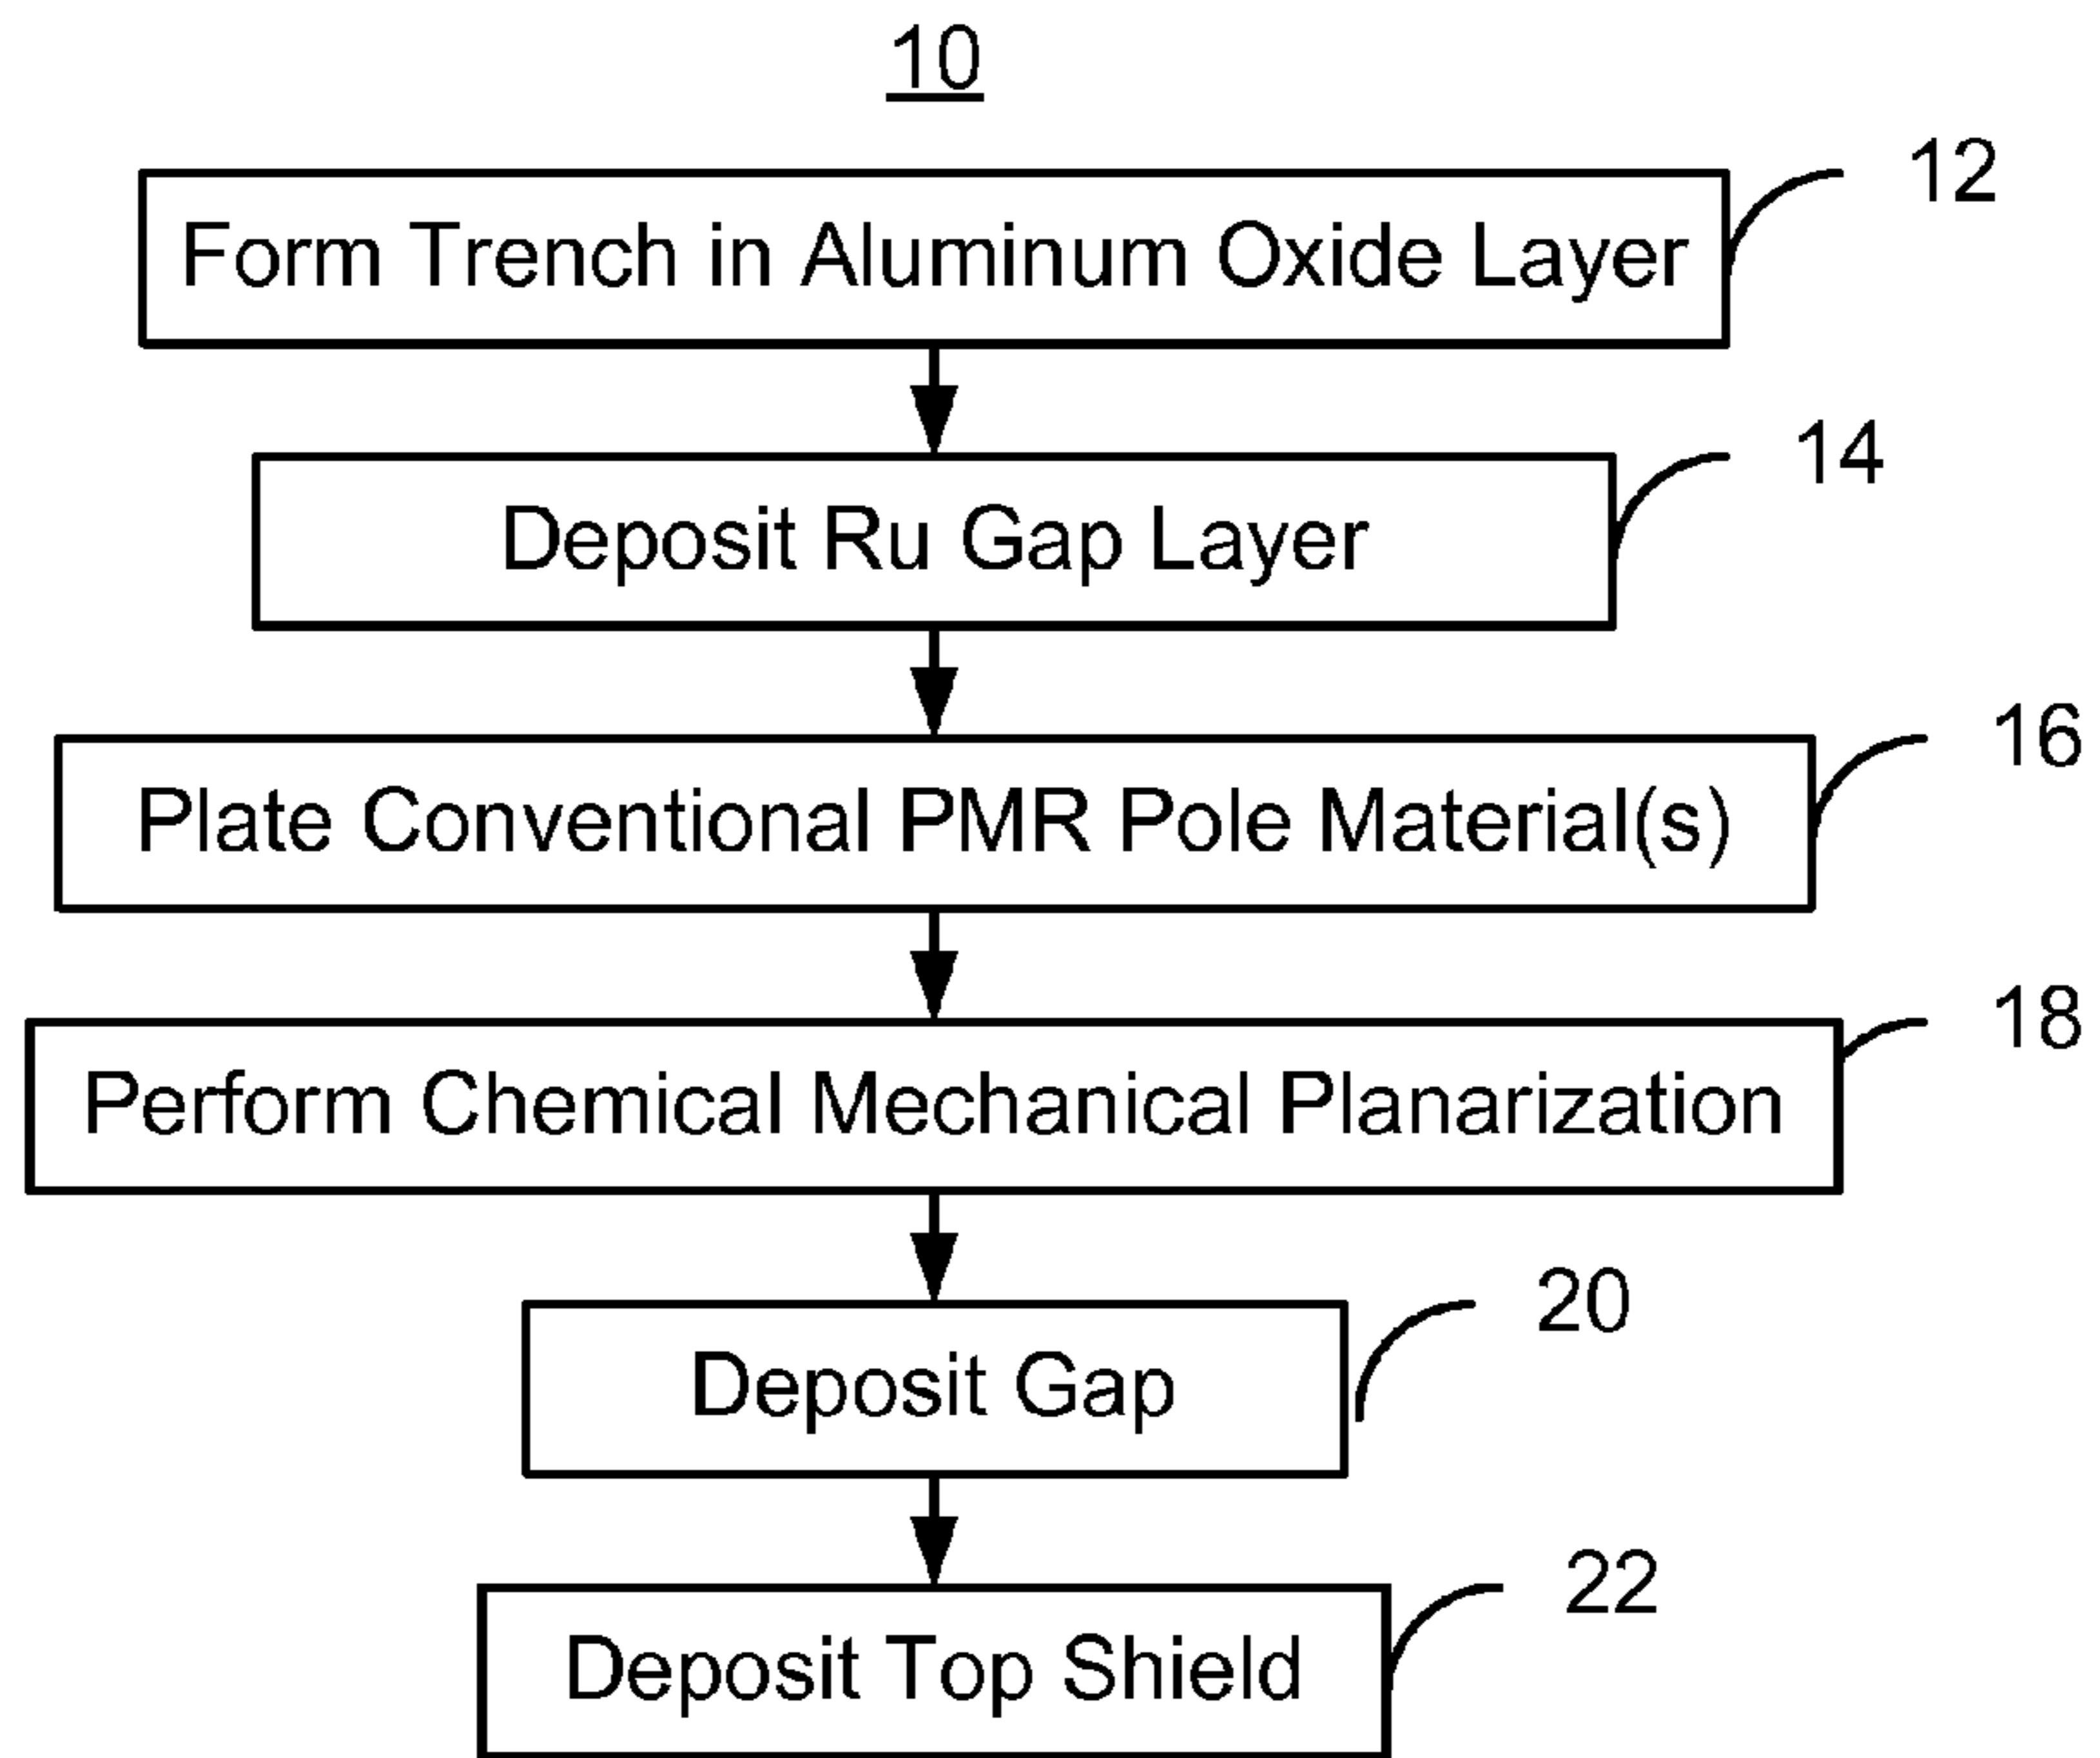 10
Form Trench in Aluminum Oxide Layer
12
Deposit Ru Gap Layer
14
Plate Conventional PMR Pole Material(s)
16
Perform Chemical Mechanical Planarization
18
Deposit Gap
20
Deposit Top Shield
22